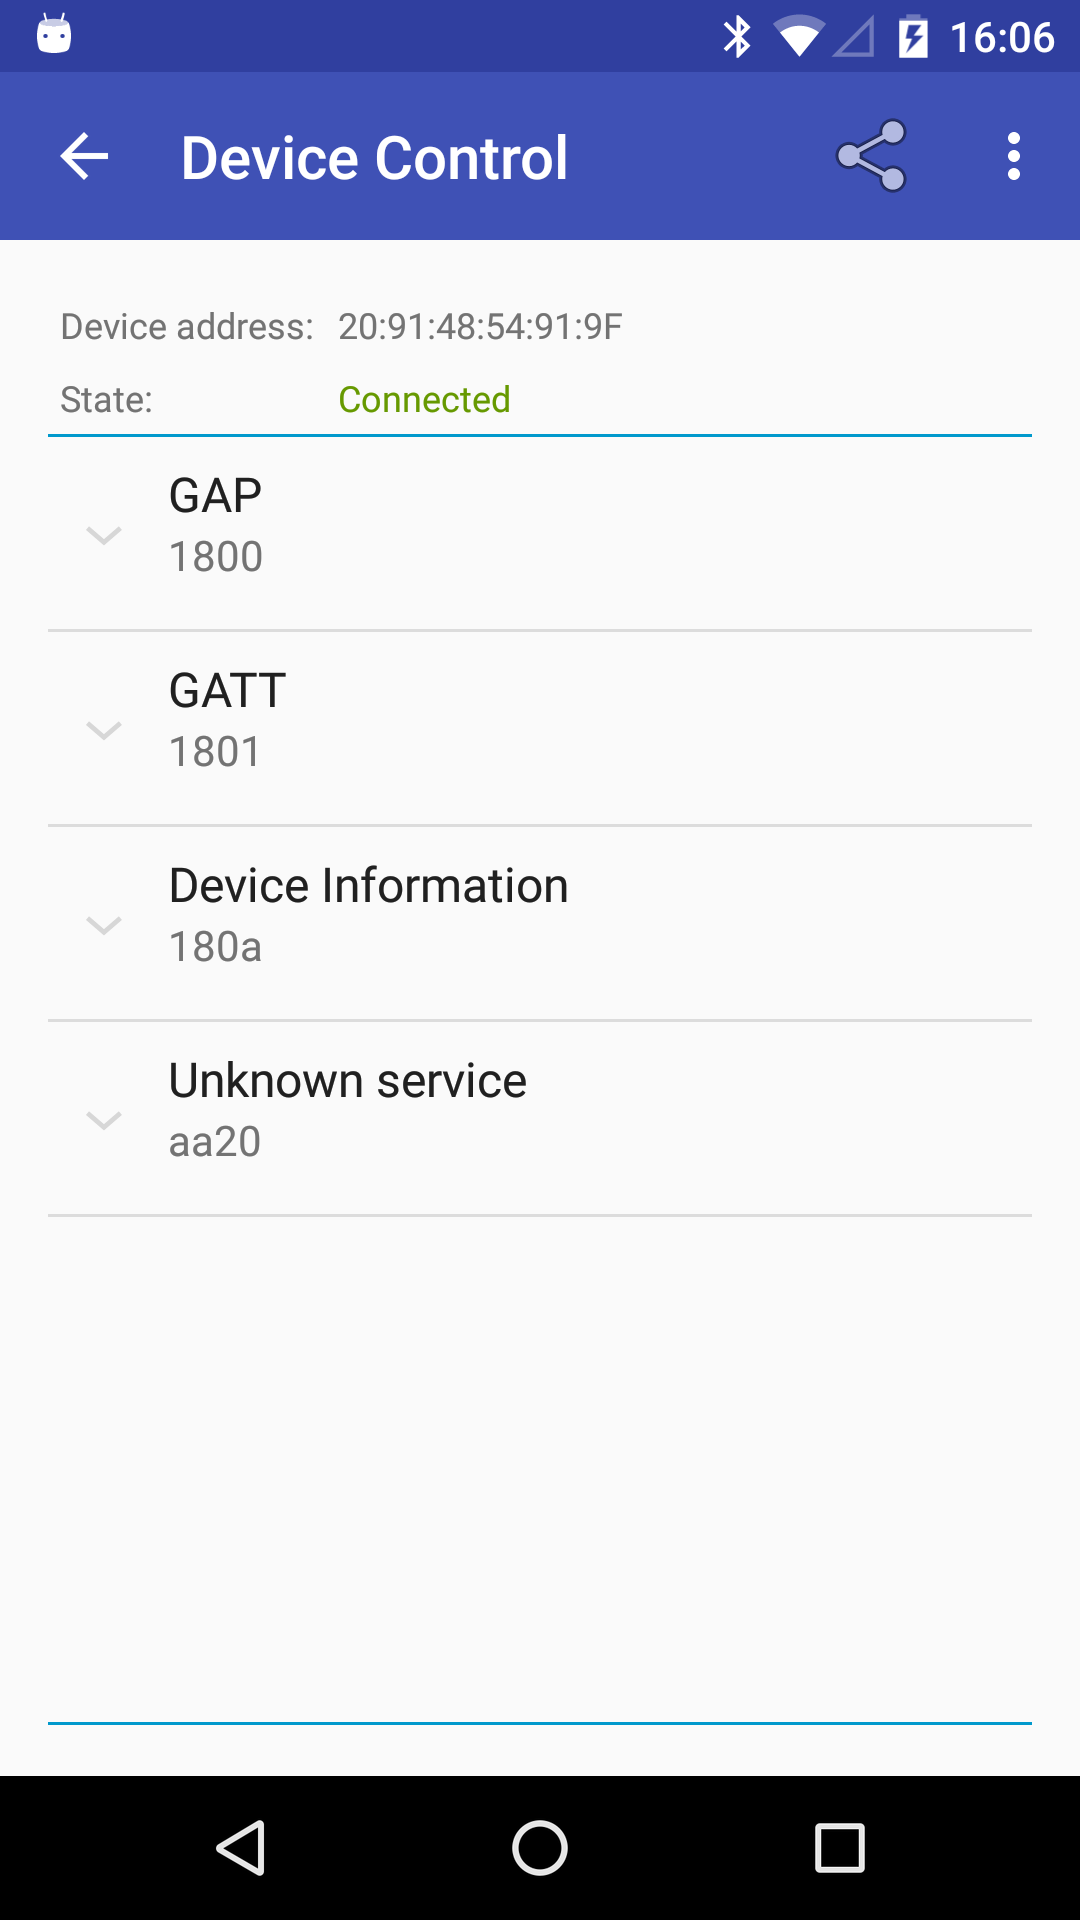 16:06
Device Control
Device address: 20:91:48:54:91:9F
State: Connected
GAP
1800
GATT
1801
Device Information
180a
Unknown service
aa20